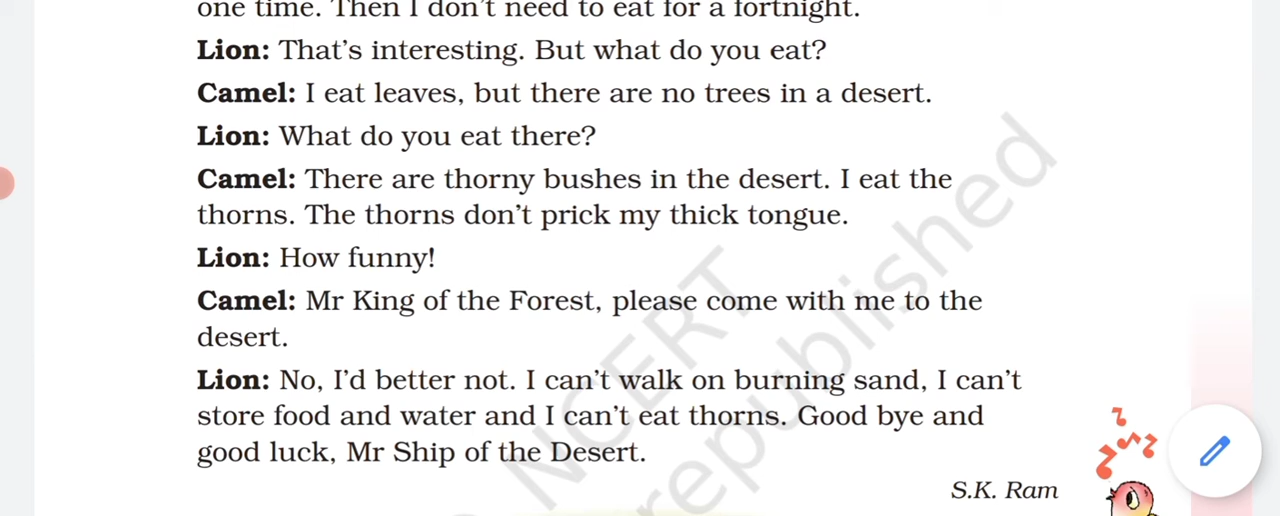 one time. Then I don't need to eat for a fortnight.
Lion: That's interesting. But what do you eat?
Camel: I eat leaves, but there are no trees in a desert.
Lion: What do you eat there?
Camel: There are thorny bushes in the desert. I eat the
thorns. The thorns don't prick my thick tongue.
Lion: How funny!
Camel: Mr King of the Forest, please come with me to the
desert.
Lion: No, I'd better not. I can't walk on burning sand, I can't
store food and water and I can't eat thorns. Good bye and
good luck, Mr Ship of the Desert.
S.K. Ram
NCERT
republished